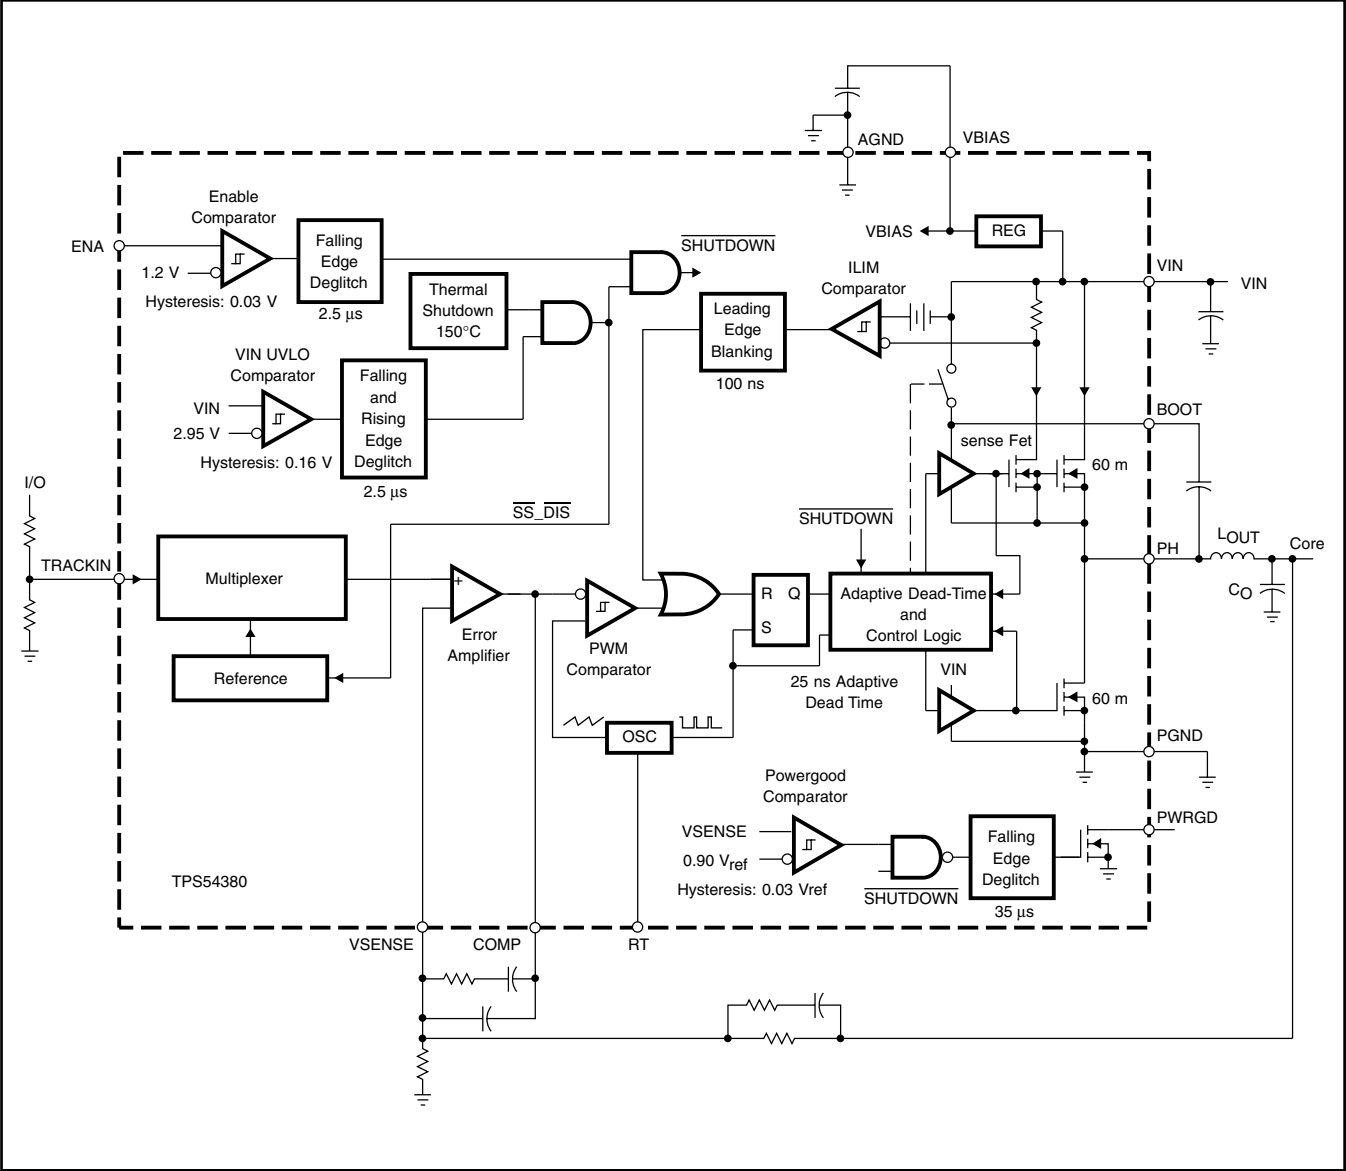 AGND
VBIAS
Enable
Comparator
ENA
1.2 V
Hysteresis: 0.03 V
Falling
Edge
Deglitch
2.5 μs
SHUTDOWN
VBIAS
REG
VIN
VIN
ILIM
Comparator
Thermal
Shutdown
150°C
Leading
Edge
Blanking
100 ns
VIN UVLO
Comparator
VIN
2.95 V
Hysteresis: 0.16 V
Falling
and
Rising
Edge
Deglitch
2.5 μs
BOOT
sense Fet
60 m
I/O
SS_DIS
SHUTDOWN
TRACKIN
Multiplexer
Reference
+
Error
Amplifier
PWM
Comparator
R Q
S
Adaptive Dead-Time
and
Control Logic
25 ns Adaptive
Dead Time
VIN
PH
LOUT
Core
CO
60 m
OSC
PGND
Powergood
Comparator
VSENSE
0.90 Vref
Hysteresis: 0.03 Vref
SHUTDOWN
Falling
Edge
Deglitch
35 μs
PWRGD
TPS54380
VSENSE
COMP
RT